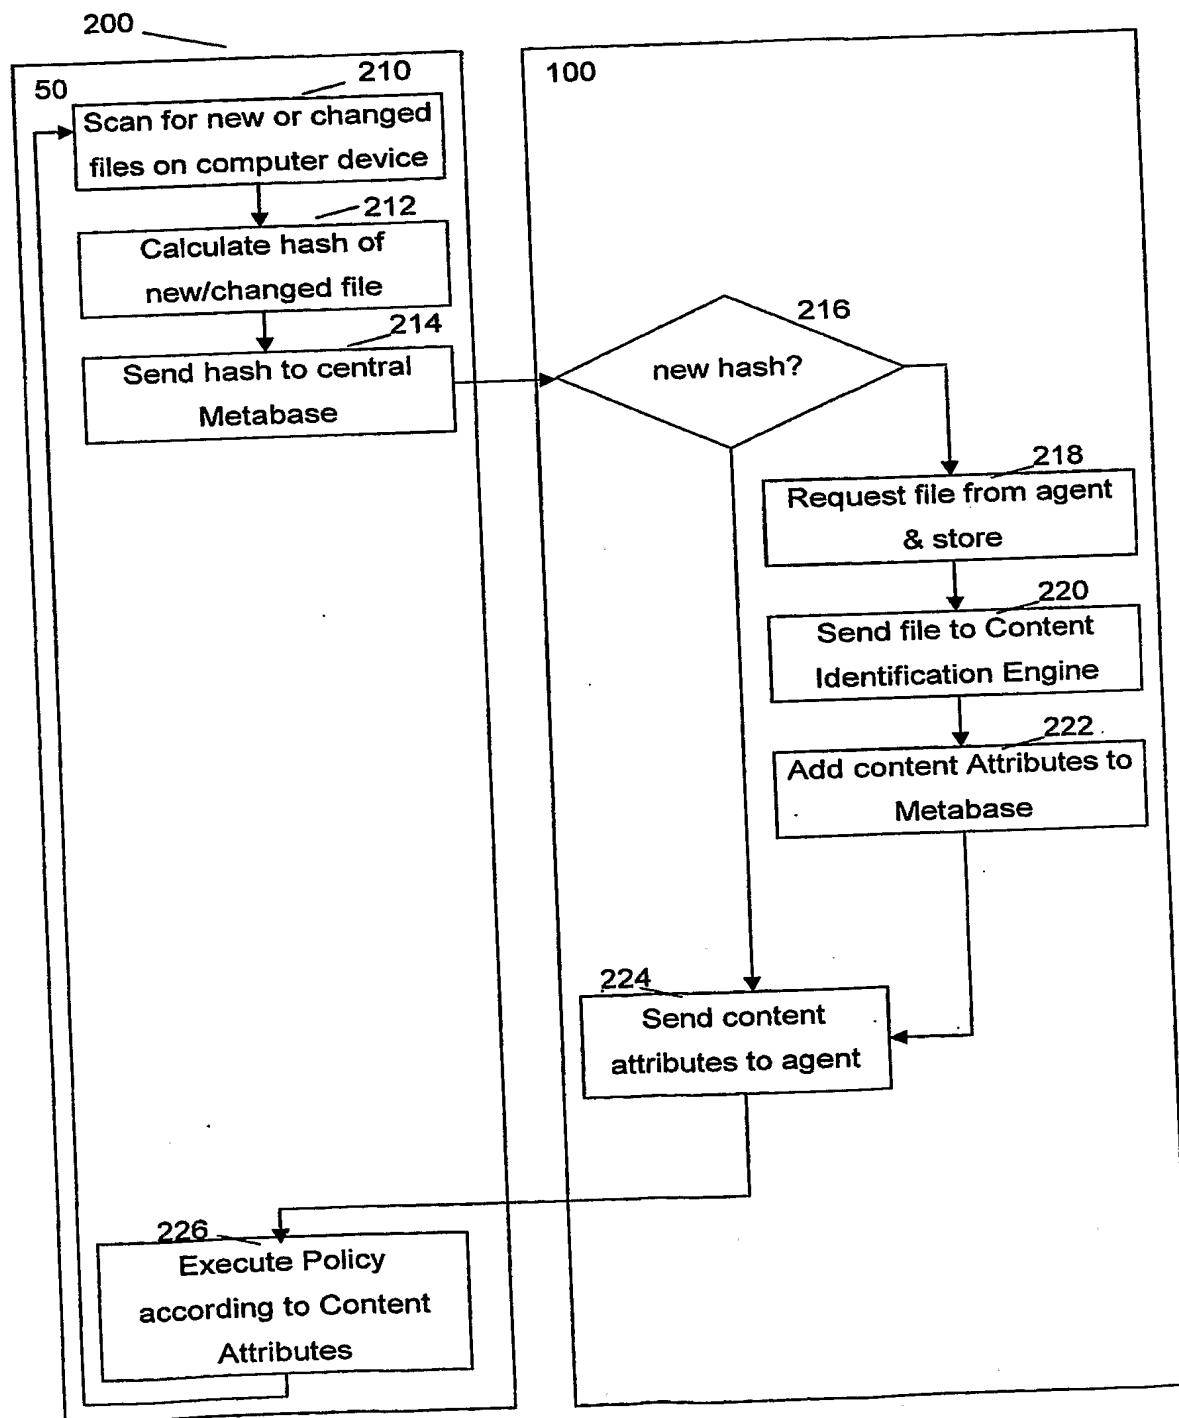 200
50
210
Scan for new or changed
files on computer device
212
Calculate hash of
new/changed file
214
Send hash to central
Metabase
100
216
new hash?
218
Request file from agent
& store
220
Send file to Content
Identification Engine
222
Add content Attributes to
Metabase
224
Send content
attributes to agent
226
Execute Policy
according to Content
Attributes